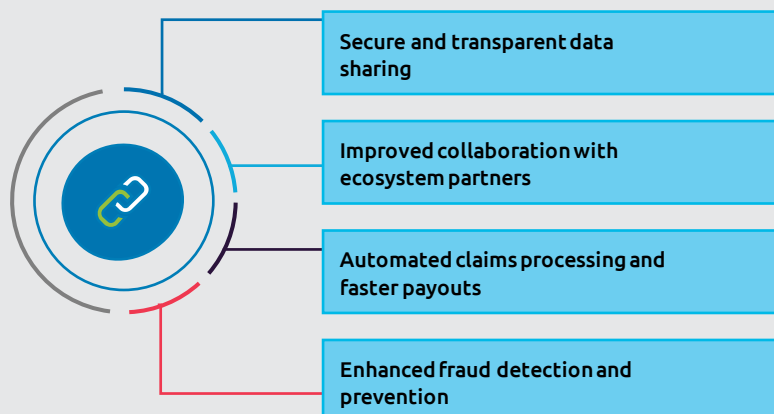 Secure and transparent data
sharing
Improved collaboration with
ecosystem partners
Automated claims processing and
faster payouts
Enhanced fraud detection and
prevention